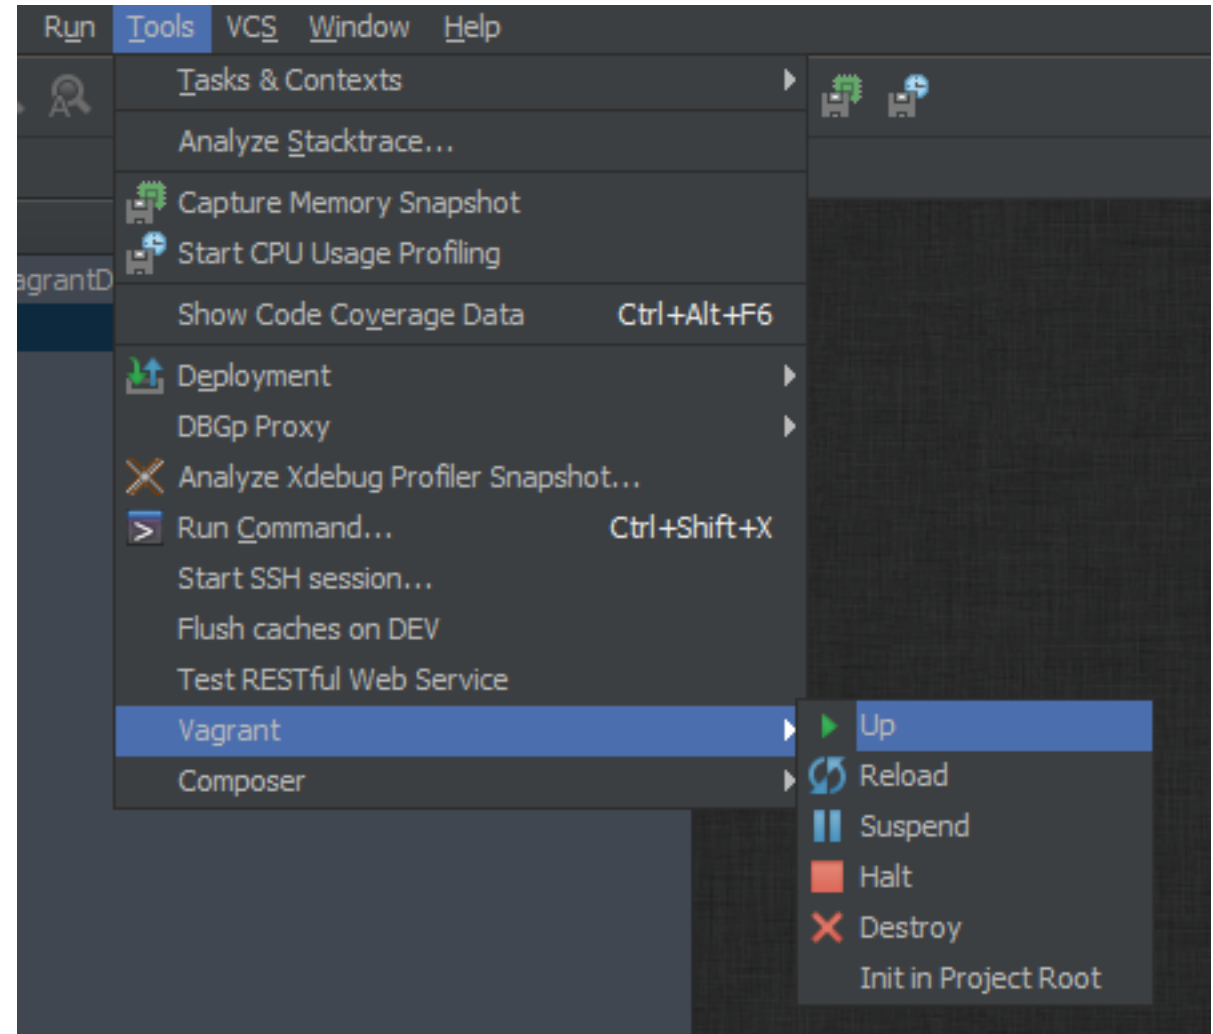 Run Tools VCS Window Help
Tasks & Contexts
Analyze Stacktrace...
Capture Memory Snapshot
Start CPU Usage Profiling
agrantD
Show Code Coverage Data Ctrl+Alt+F6
Deployment
DBGp Proxy
Analyze Xdebug Profiler Snapshot...
Run Command... Ctrl+Shift+X
Start SSH session...
Flush caches on DEV
Test RESTful Web Service
Vagrant
Composer
Up
Reload
Suspend
Halt
Destroy
Init in Project Root